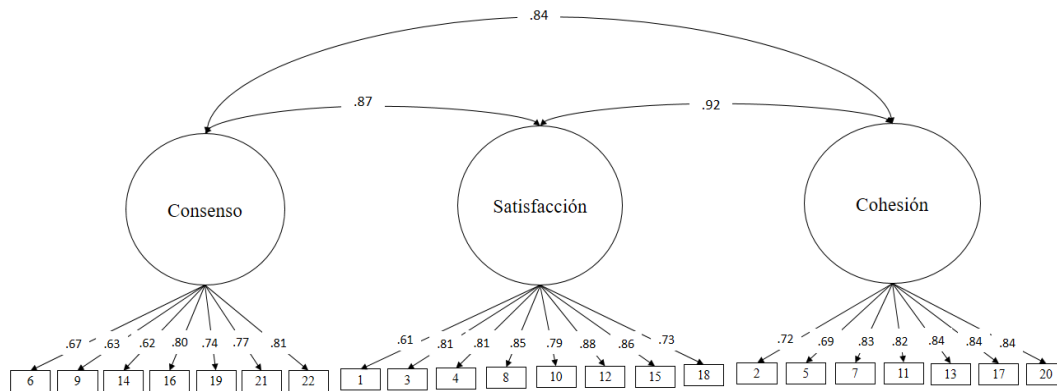 .84
.87
.92
Consenso
Satisfacción
Cohesión
.67 .63 .62 .80 .74 .77 .81
.61 .81 .81 .85 .79 .88 .86 .73
.72 .69 .83 .82 .84 .84 .84
6 9 14 16 19 21 22
1 3 4 8 10 12 15 18
2 5 7 11 13 17 20